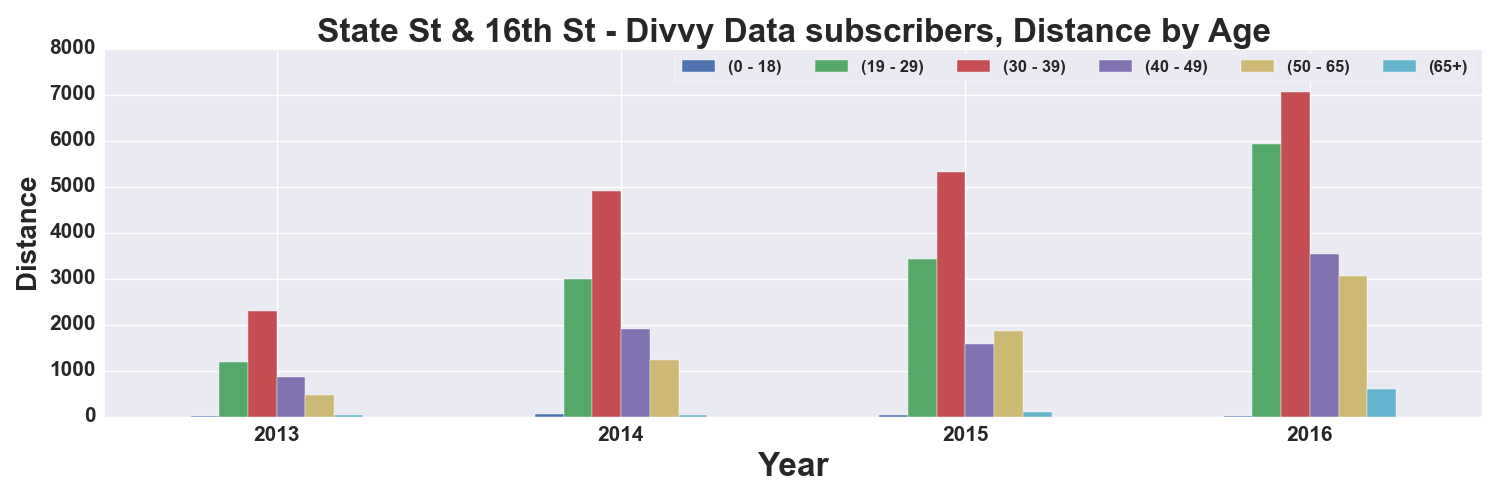 State St & 16th St - Divvy Data subscribers, Distance by Age
(0 - 18) (19 - 29) (30 - 39) (40 - 49) (50 - 65) (65+)
8000
7000
6000
5000
4000
3000
2000
1000
0
Distance
2013 2014 2015 2016
Year